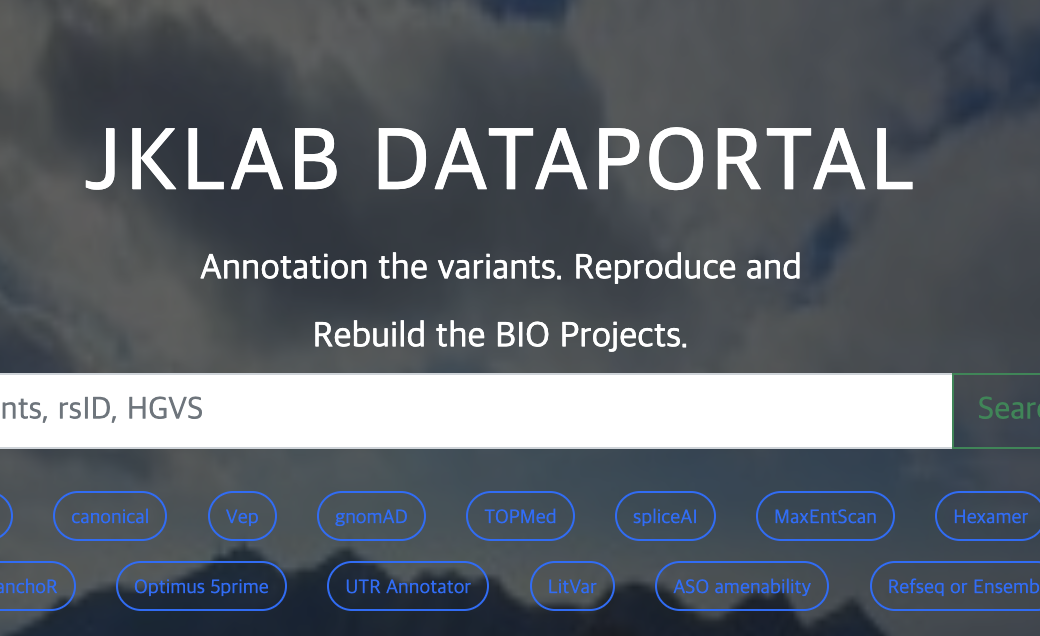 JKLAB DATAPORTAL
Annotation the variants. Reproduce and
Rebuild the BIO Projects.
nts, rsID, HGVS Sear
canonical Vep gnomAD TOPMed spliceAI MaxEntScan Hexamer
anchoR Optimus 5prime UTR Annotator LitVar ASO amenability Refseq or Ensemb